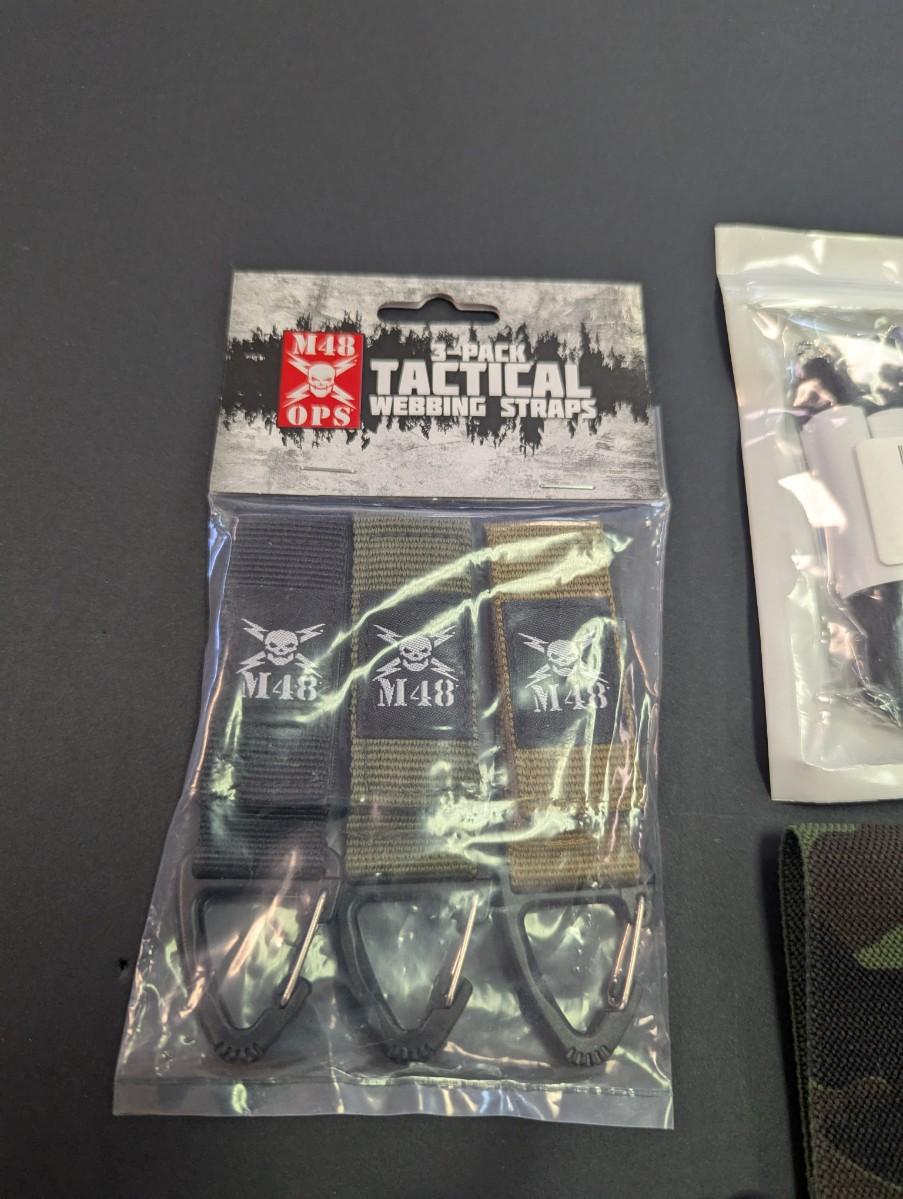 M48
OPS
3-PACK
TACTICAL
WEBBING STRAPS
M48
M48
M48